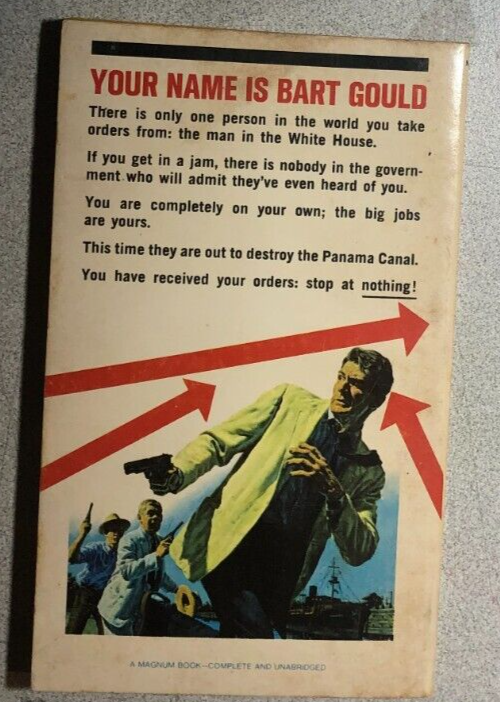 YOUR NAME IS BART GOULD
There is only one person in the world you take
orders from: the man in the White House.
If you get in a jam, there is nobody in the govern-
ment who will admit they've even heard of you.
You are completely on your own; the big jobs
are yours.
This time they are out to destroy the Panama Canal.
You have received your orders: stop at nothing!
A MAGNUM BOOK—COMPLETE AND UNABRIDGED